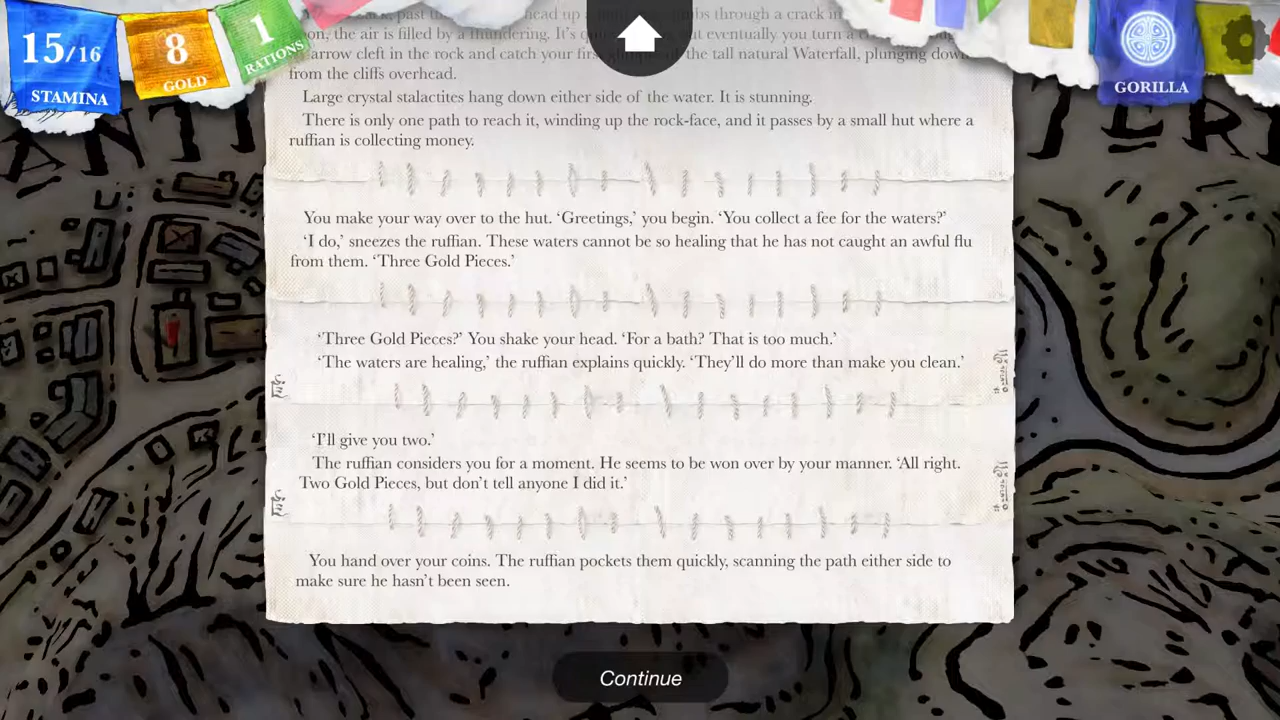 15/16
STAMINA
8
GOLD
1
RATIONS
GORILLA
from the cliffs overhead.
Large crystal stalactites hang down either side of the water. It is stunning.
There is only one path to reach it, winding up the rock-face, and it passes by a small hut where a
ruffian is collecting money.
You make your way over to the hut. ‘Greetings,’ you begin. ‘You collect a fee for the waters?’
‘I do,’ sneezes the ruffian. These waters cannot be so healing that he has not caught an awful flu
from them. ‘Three Gold Pieces.’
‘Three Gold Pieces?’ You shake your head. ‘For a bath? That is too much.’
‘The waters are healing,’ the ruffian explains quickly. ‘They’ll do more than make you clean.’
‘I’ll give you two.’
The ruffian considers you for a moment. He seems to be won over by your manner. ‘All right.
Two Gold Pieces, but don’t tell anyone I did it.’
You hand over your coins. The ruffian pockets them quickly, scanning the path either side to
make sure he hasn’t been seen.
Continue